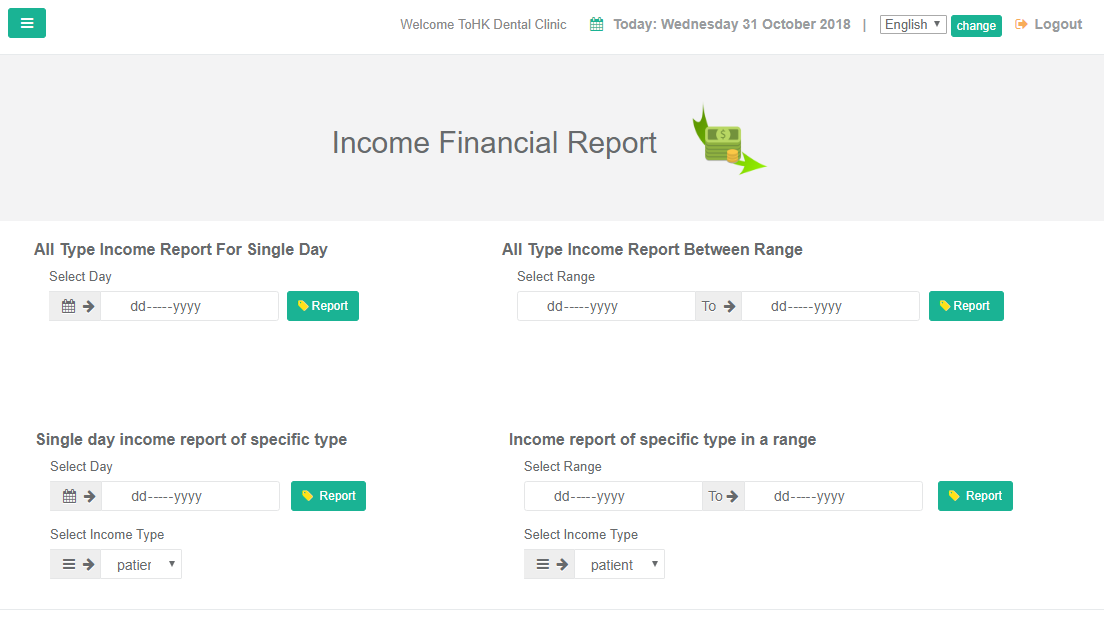 Welcome ToHK Dental Clinic Today: Wednesday 31 October 2018 | English change Logout
Income Financial Report
All Type Income Report For Single Day
Select Day
dd-----yyyy Report
All Type Income Report Between Range
Select Range
dd-----yyyy To dd-----yyyy Report
Single day income report of specific type
Select Day
dd-----yyyy Report
Select Income Type
patier
Income report of specific type in a range
Select Range
dd-----yyyy To dd-----yyyy Report
Select Income Type
patient